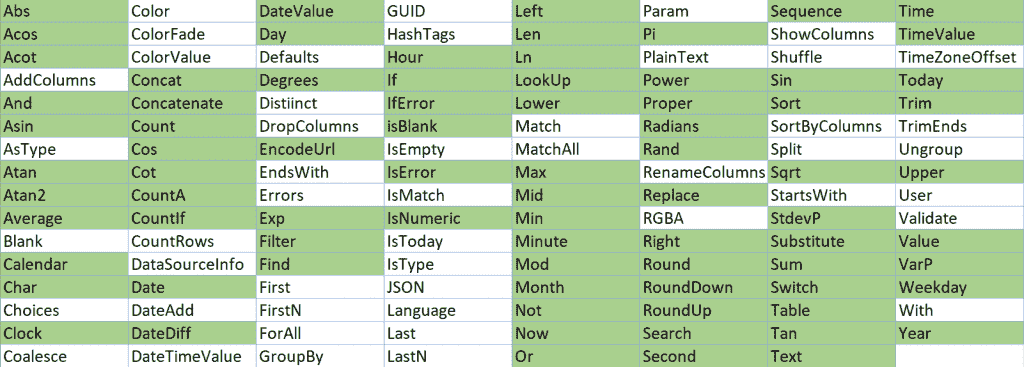 Abs Color DateValue GUID Left Param Sequence Time
Acos ColorFade Day HashTags Len Pi ShowColumns TimeValue
Acot ColorValue Defaults Hour Ln PlainText Shuffle TimeZoneOffset
AddColumns Concat Degrees If LookUp Power Sin Today
And Concatenate Distiinct IfError Lower Proper Sort Trim
Asin Count DropColumns isBlank Match Radians SortByColumns TrimEnds
AsType Cos EncodeUrl IsEmpty MatchAll Rand Split Ungroup
Atan Cot EndsWith IsError Max RenameColumns Sqrt Upper
Atan2 CountA Errors IsMatch Mid Replace StartsWith User
Average CountIf Exp IsNumeric Min RGBA StdevP Validate
Blank CountRows Filter IsToday Minute Right Substitute Value
Calendar DataSourceInfo Find IsType Mod Round Sum VarP
Char Date First JSON Month RoundDown Switch Weekday
Choices DateAdd FirstN Language Not RoundUp Table With
Clock DateDiff ForAll Last Now Search Tan Year
Coalesce DateTimeValue GroupBy LastN Or Second Text